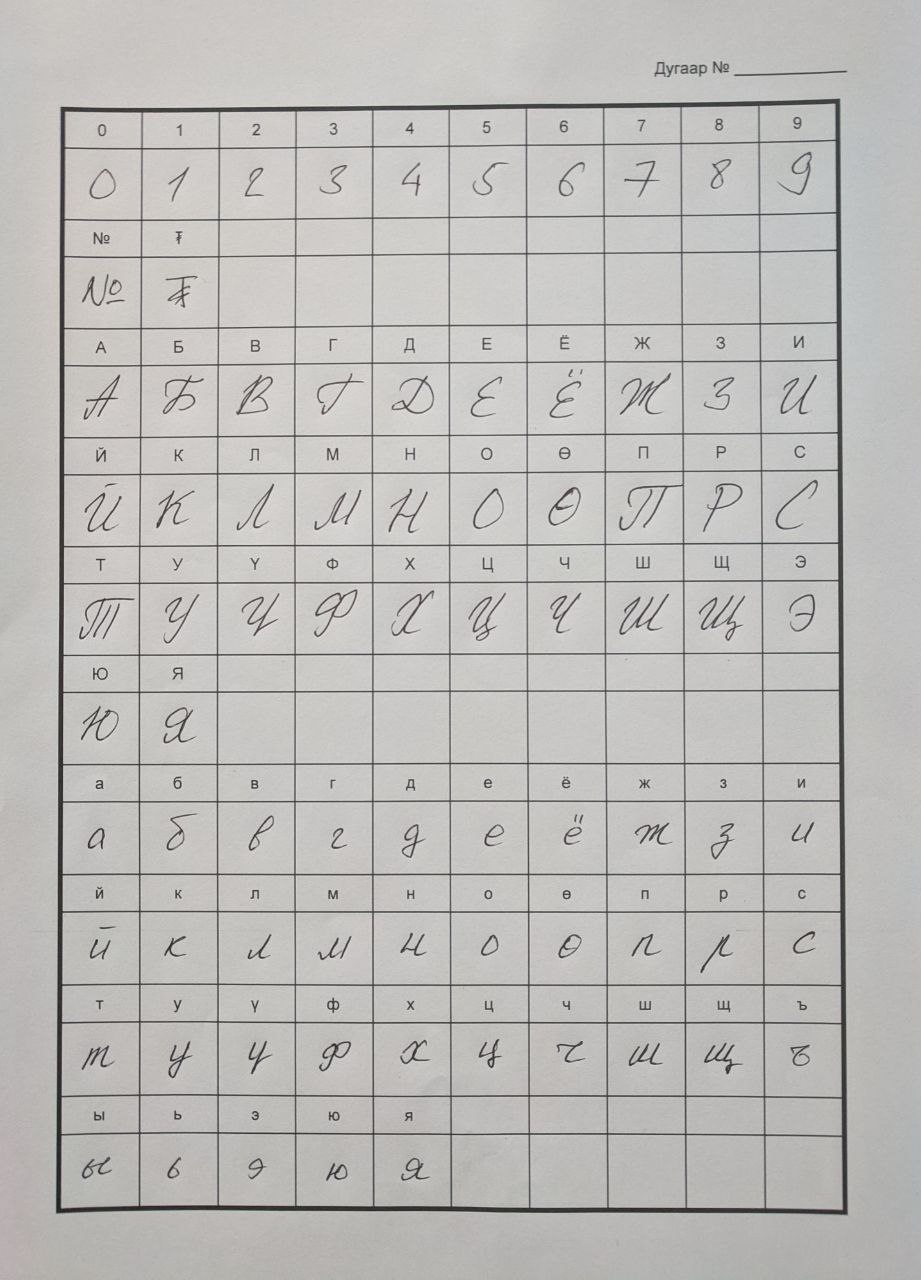 Дугаар №
0 1 2 3 4 5 6 7 8 9
0 1 2 3 4 5 6 7 8 9
№ ₮
№ ₮
А Б В Г Д Е Ё Ж З И
А Б В Г Д Е Ё Ж З И
Й К Л М Н О Ө П Р С
Й К Л М Н О Ө П Р С
Т У Ү Ф Х Ц Ч Ш Щ Э
Т У Ү Ф Х Ц Ч Ш Щ Э
Ю Я
Ю Я
а б в г д е ё ж з и
а б в г д е ё ж з и
й к л м н о ө п р с
й к л м н о ө п р с
т у ү ф х ц ч ш щ ъ
т у ү ф х ц ч ш щ ъ
ы ь э ю я
ы ь э ю я